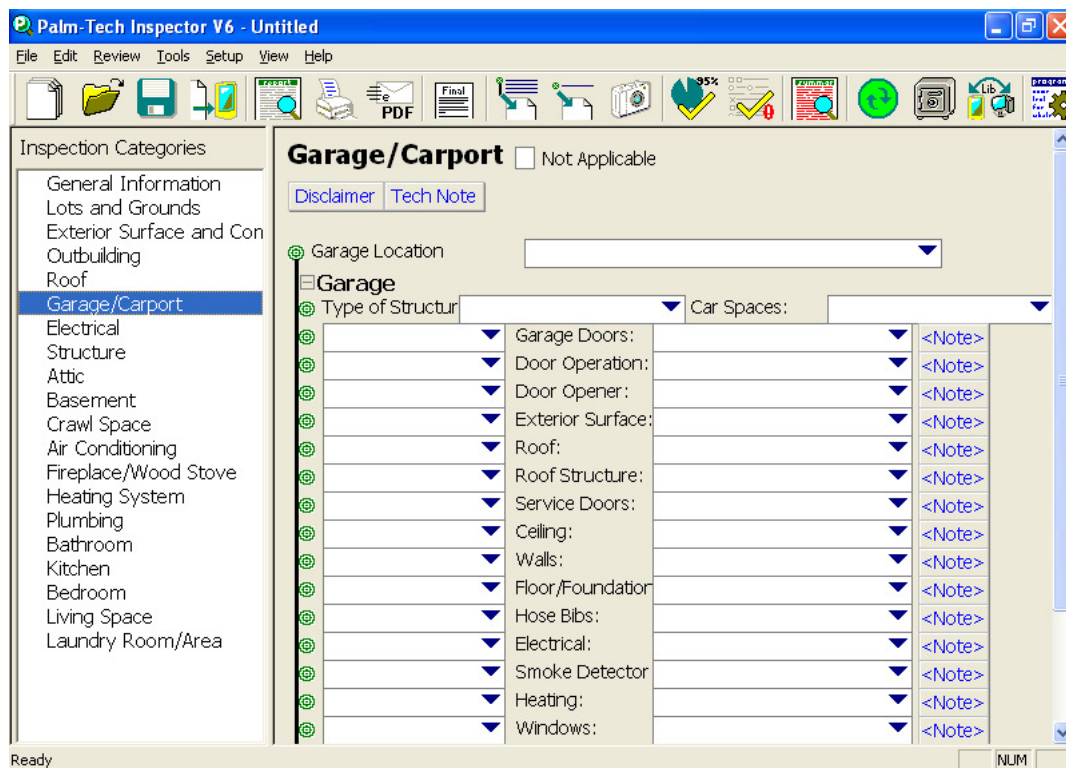 Palm-Tech Inspector V6 - Untitled
File Edit Review Tools Setup View Help
report
e PDF
Final
95%
0
summar
Lib
program
Inspection Categories
General Information
Lots and Grounds
Exterior Surface and Con
Outbuilding
Roof
Garage/Carport
Electrical
Structure
Attic
Basement
Crawl Space
Air Conditioning
Fireplace/Wood Stove
Heating System
Plumbing
Bathroom
Kitchen
Bedroom
Living Space
Laundry Room/Area
Garage/Carport Not Applicable
Disclaimer Tech Note
Garage Location
Garage
Type of Structur Car Spaces:
Garage Doors: <Note>
Door Operation: <Note>
Door Opener: <Note>
Exterior Surface: <Note>
Roof: <Note>
Roof Structure: <Note>
Service Doors: <Note>
Ceiling: <Note>
Walls: <Note>
Floor/Foundation <Note>
Hose Bibs: <Note>
Electrical: <Note>
Smoke Detector <Note>
Heating: <Note>
Windows: <Note>
Ready NUM